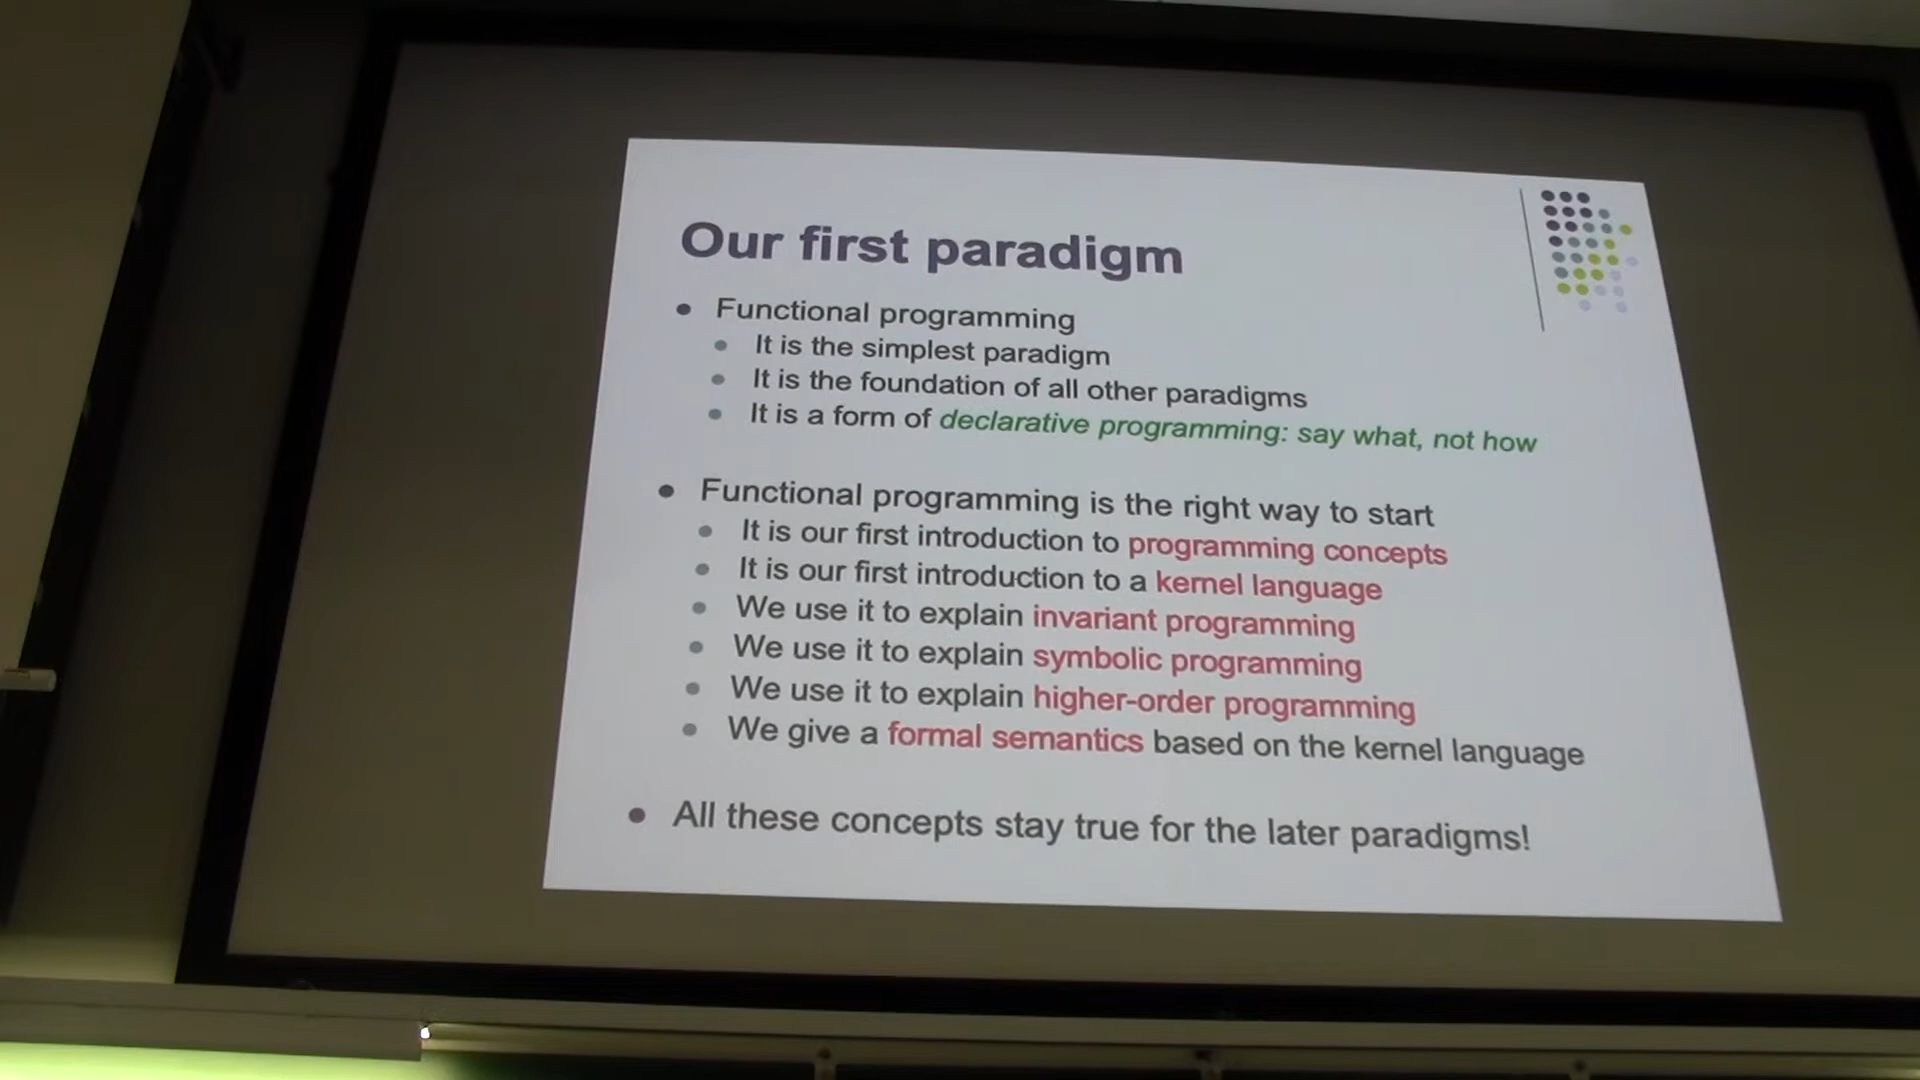 Our first paradigm
Functional programming
It is the simplest paradigm
It is the foundation of all other paradigms
It is a form of declarative programming: say what, not how
Functional programming is the right way to start
It is our first introduction to programming concepts
It is our first introduction to a kernel language
We use it to explain invariant programming
We use it to explain symbolic programming
We use it to explain higher-order programming
We give a formal semantics based on the kernel language
All these concepts stay true for the later paradigms!